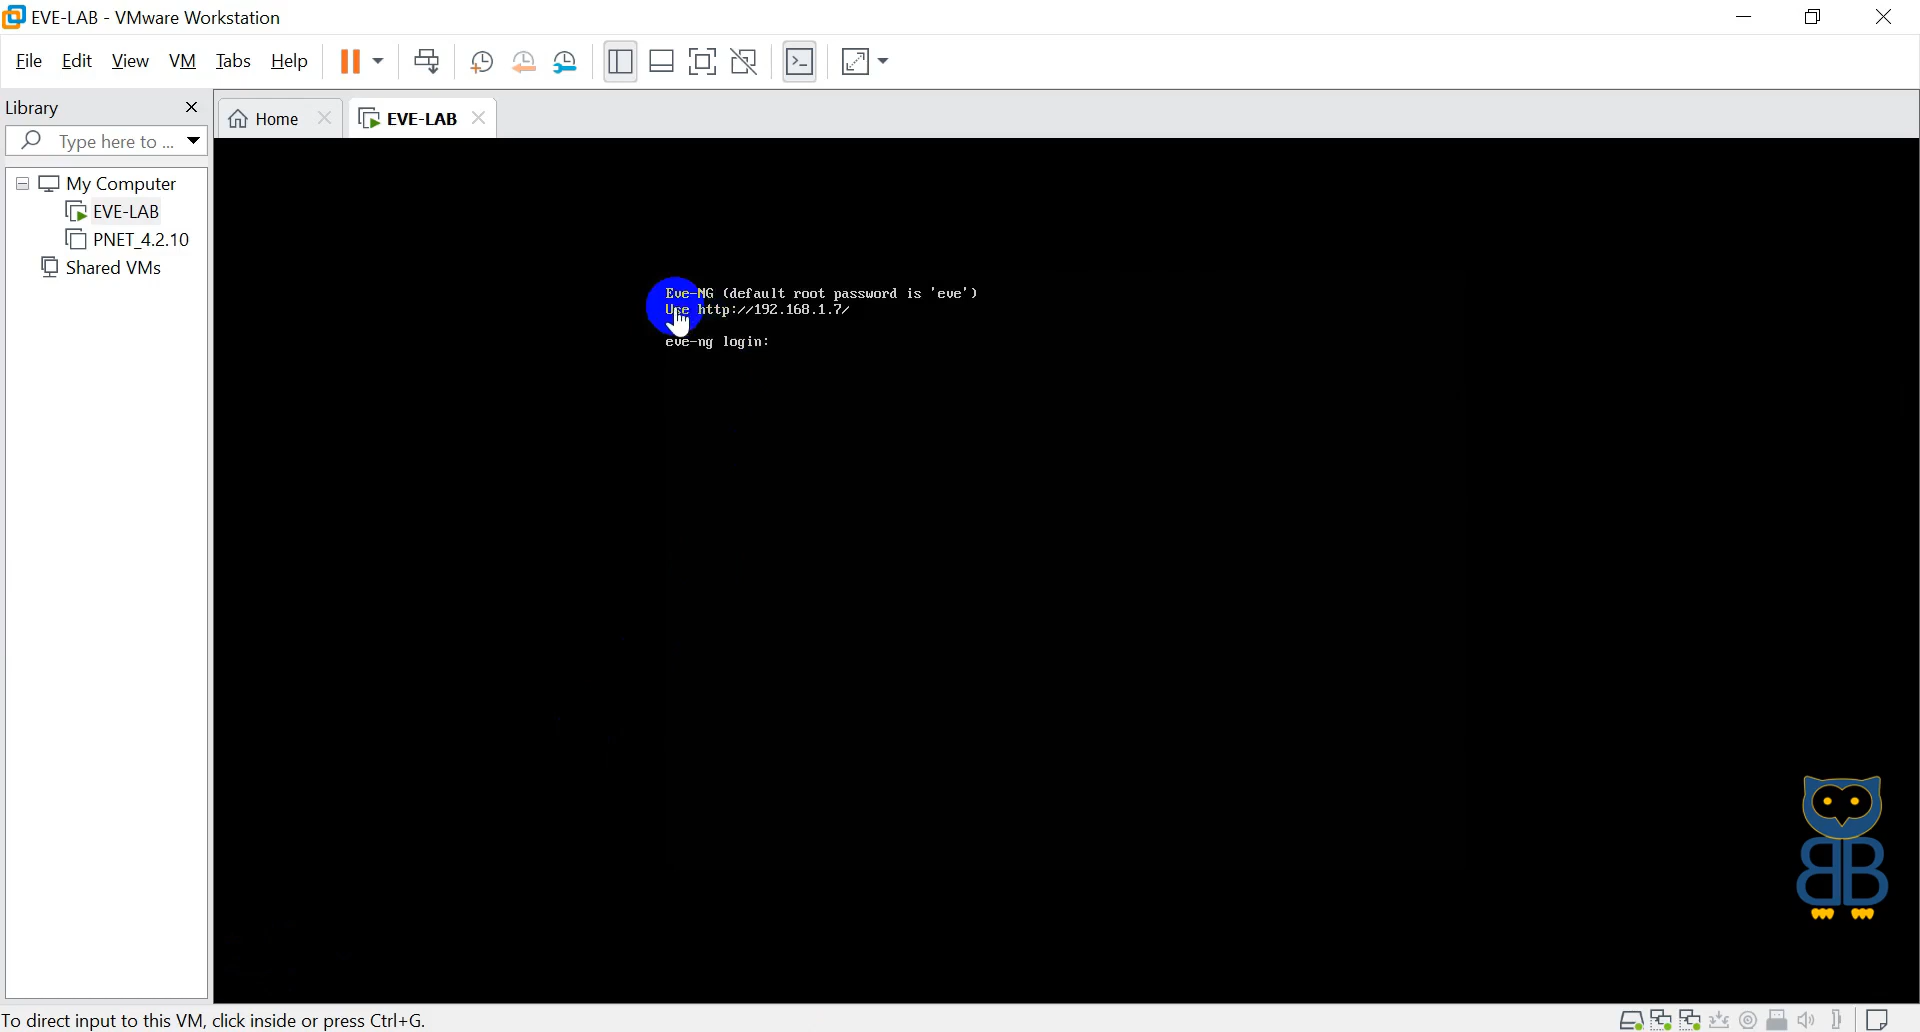 EVE-LAB - VMware Workstation
File Edit View VM Tabs Help
Library
Type here to ...
My Computer
EVE-LAB
PNET_4.2.10
Shared VMs
Home
EVE-LAB
Eve-NG (default root password is 'eve')
Use http://192.168.1.7/
eve-ng login:
To direct input to this VM, click inside or press Ctrl+G.